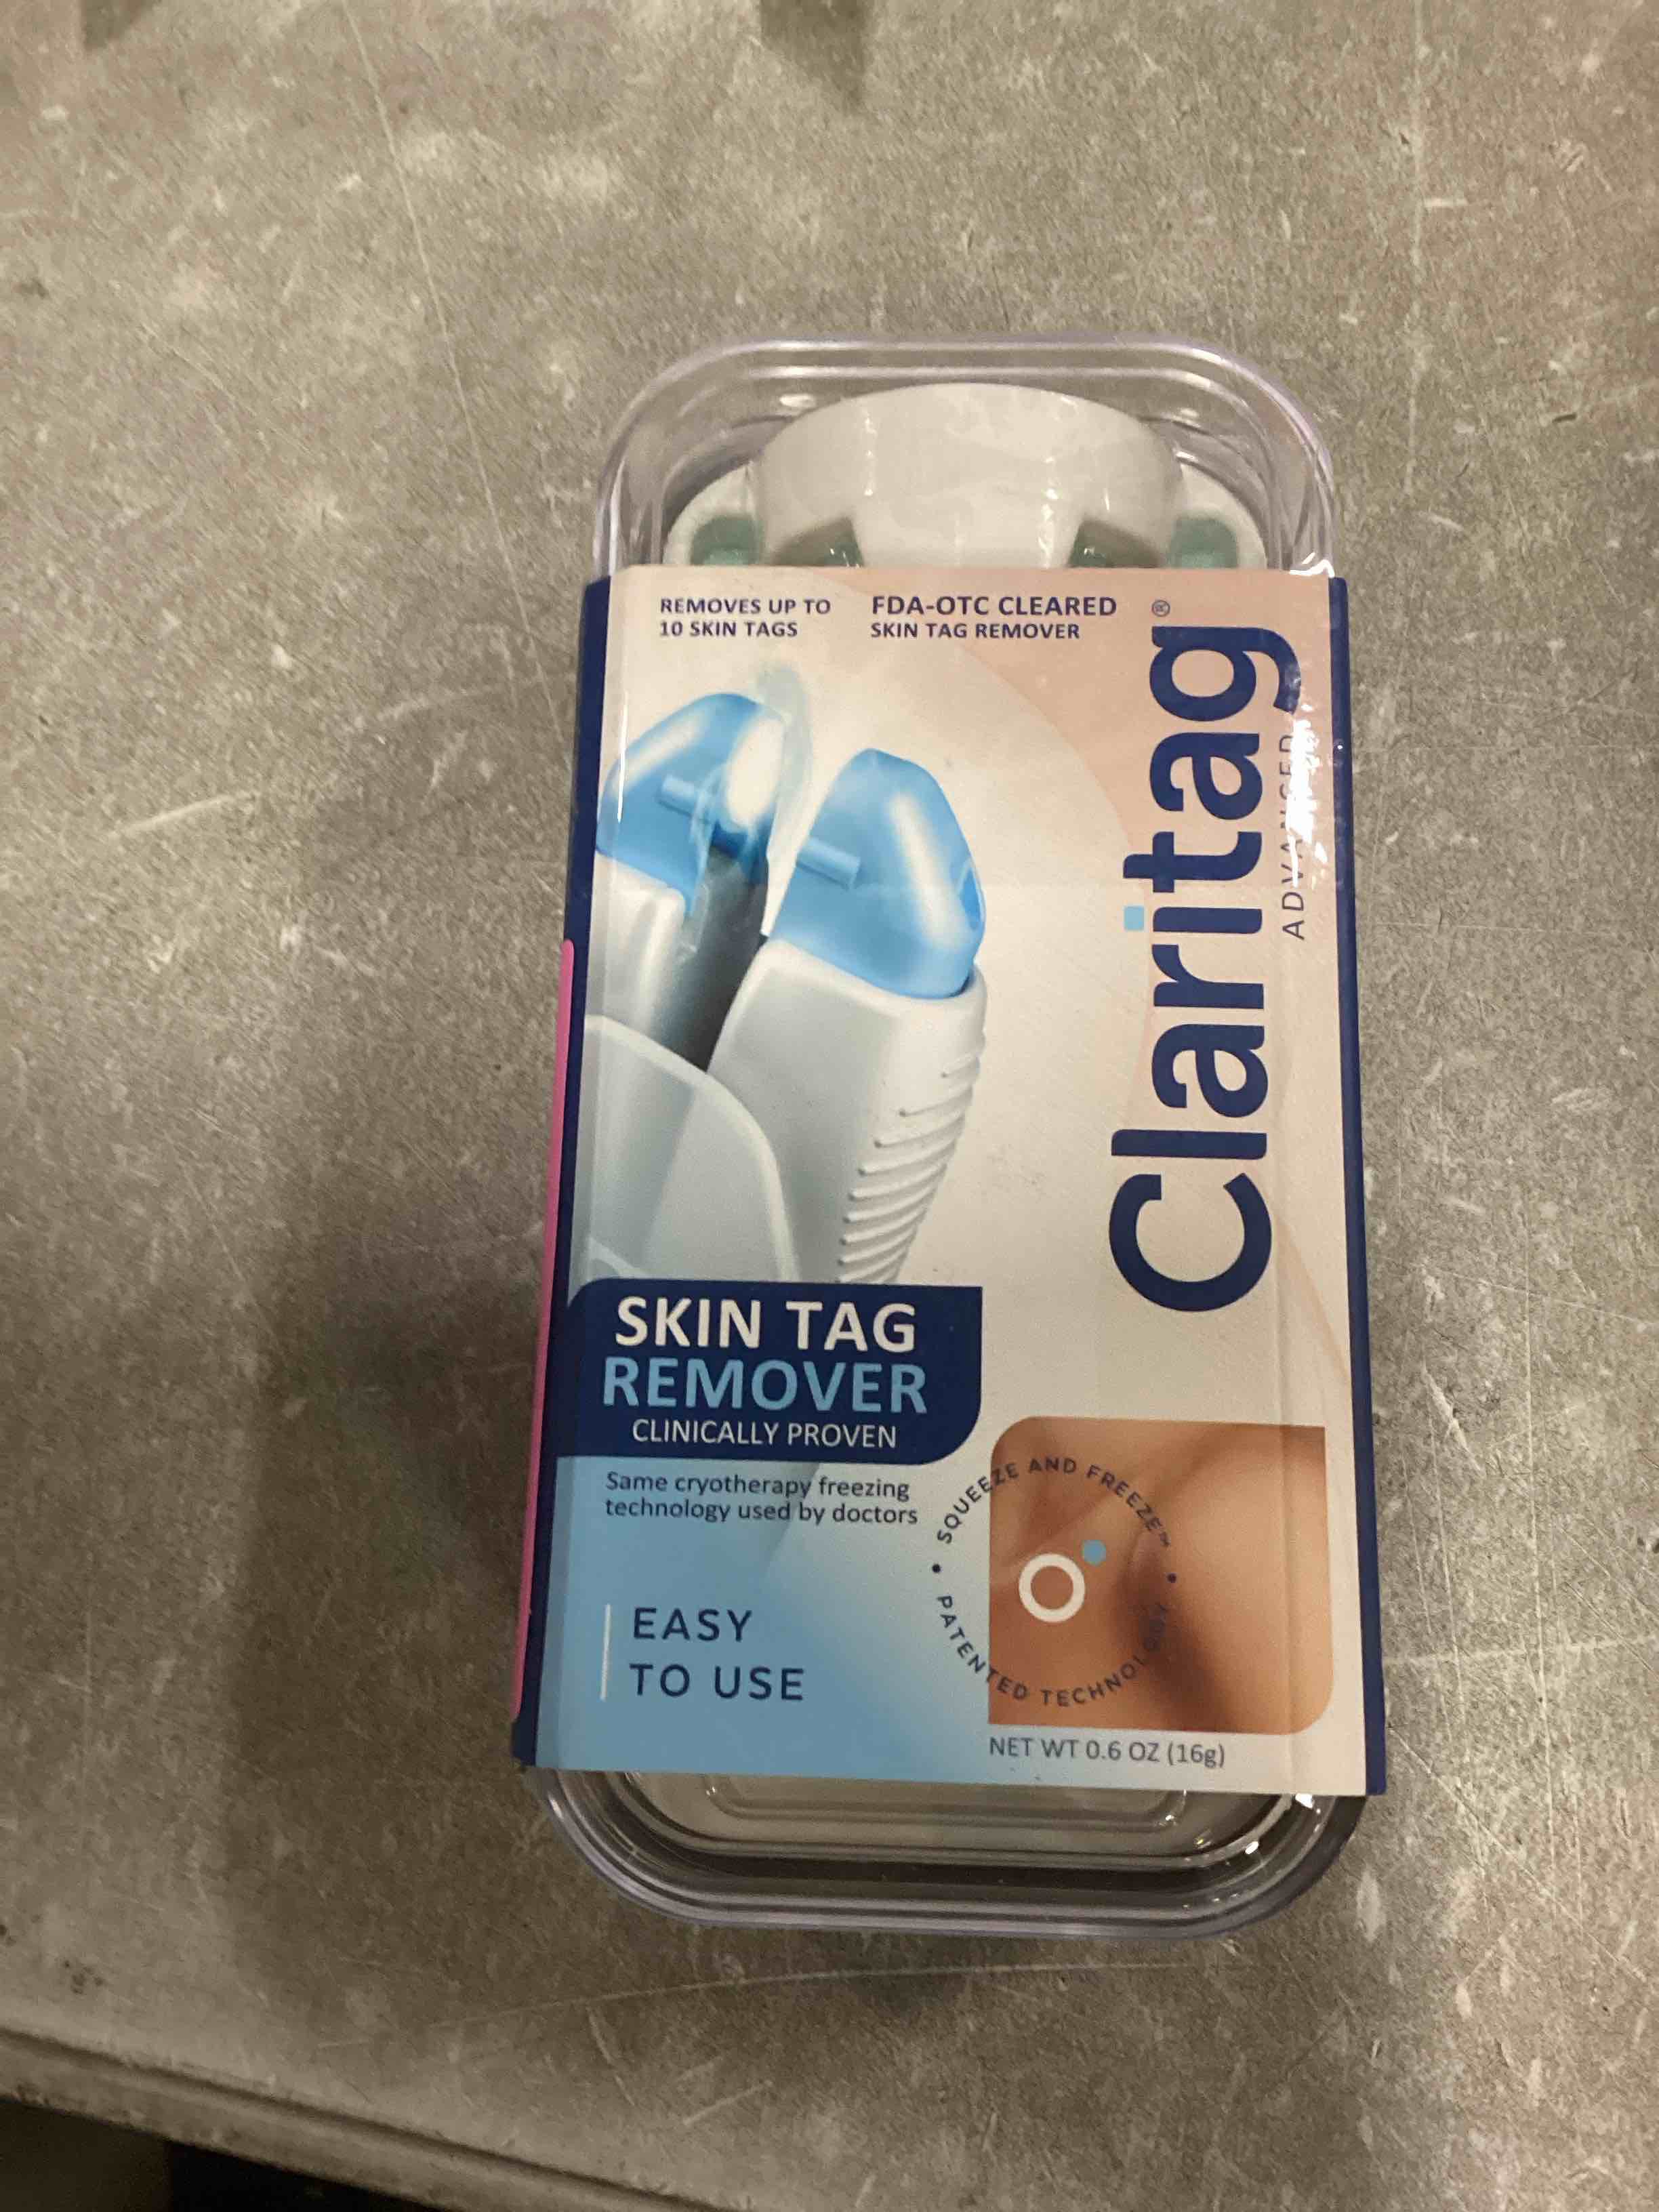 REMOVES UP TO
10 SKIN TAGS
FDA-OTC CLEARED
SKIN TAG REMOVER
Claritag®
ADVANCED
SKIN TAG
REMOVER
CLINICALLY PROVEN
Same cryotherapy freezing
technology used by doctors
EASY
TO USE
• SQUEEZE AND FREEZE™ •
PATENTED TECHNOLOGY
NET WT 0.6 OZ (16g)